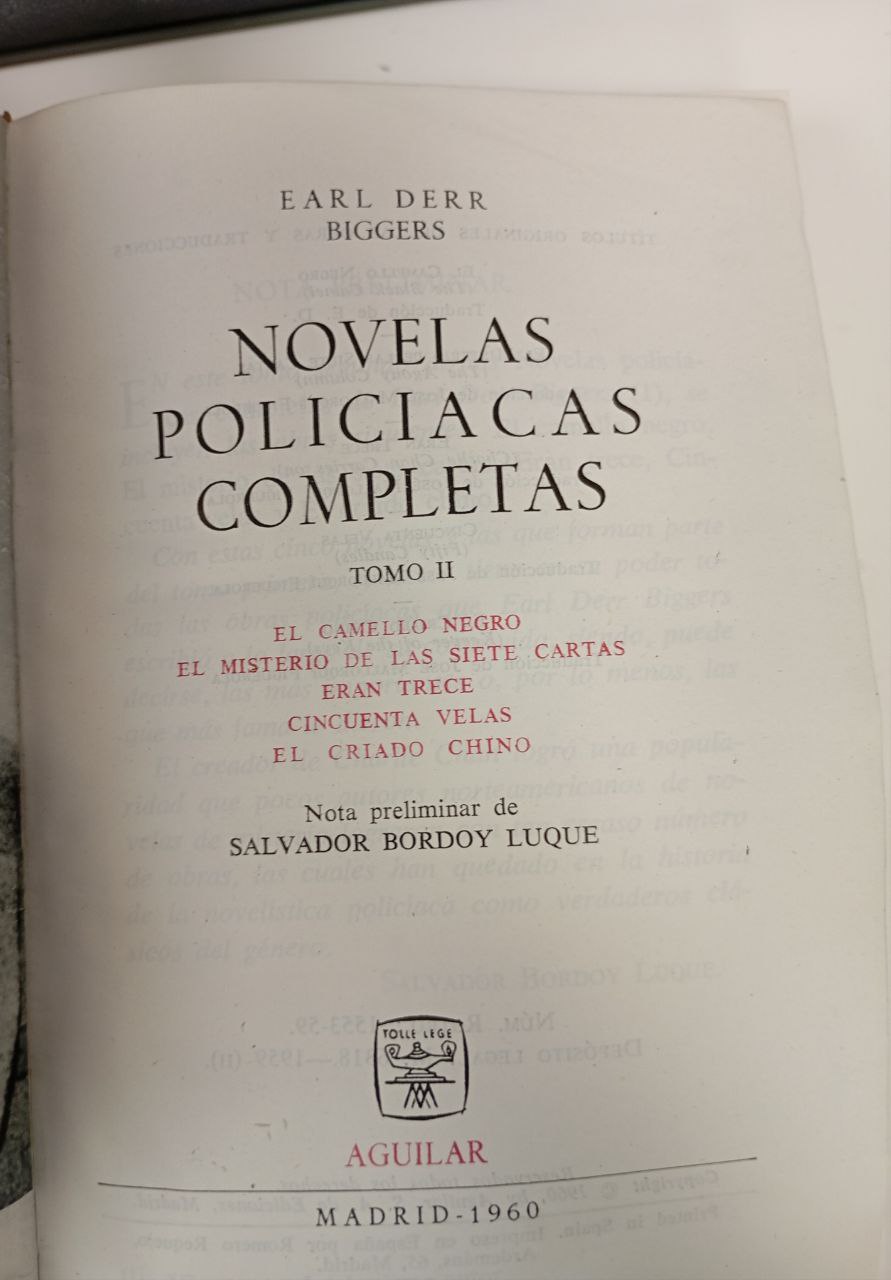 EARL DERR
BIGGERS
NOVELAS
POLICIACAS
COMPLETAS
TOMO II
EL CAMELLO NEGRO
EL MISTERIO DE LAS SIETE CARTAS
ERAN TRECE
CINCUENTA VELAS
EL CRIADO CHINO
Nota preliminar de
SALVADOR BORDOY LUQUE
TOLLE LEGE
AGUILAR
MADRID-1960